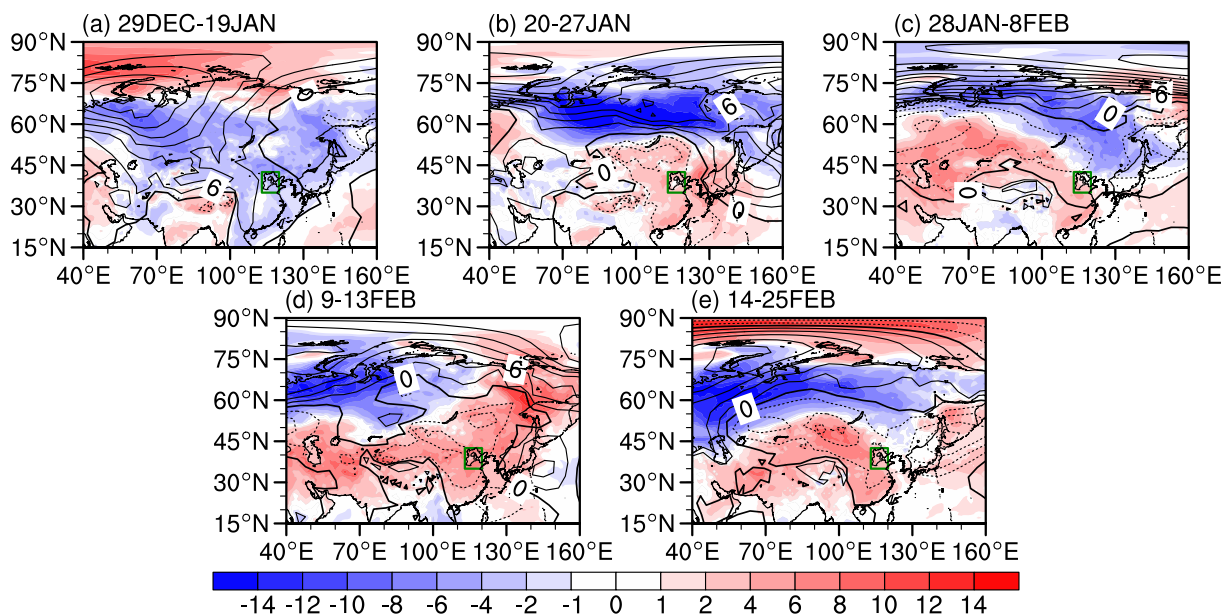 (a) 29DEC-19JAN (b) 20-27JAN (c) 28JAN-8FEB
90°N 90°N 90°N
75°N 75°N 75°N
60°N 60°N 60°N
45°N 45°N 45°N
30°N 30°N 30°N
15°N 15°N 15°N
0 6
6 0 0
6 0
0 6
40°E 70°E 100°E 130°E 160°E 40°E 70°E 100°E 130°E 160°E 40°E 70°E 100°E 130°E 160°E
(d) 9-13FEB (e) 14-25FEB
90°N 90°N
75°N 75°N
60°N 60°N
45°N 45°N
30°N 30°N
15°N 15°N
0 6 0
0
40°E 70°E 100°E 130°E 160°E 40°E 70°E 100°E 130°E 160°E
-14 -12 -10 -8 -6 -4 -2 -1 0 1 2 4 6 8 10 12 14